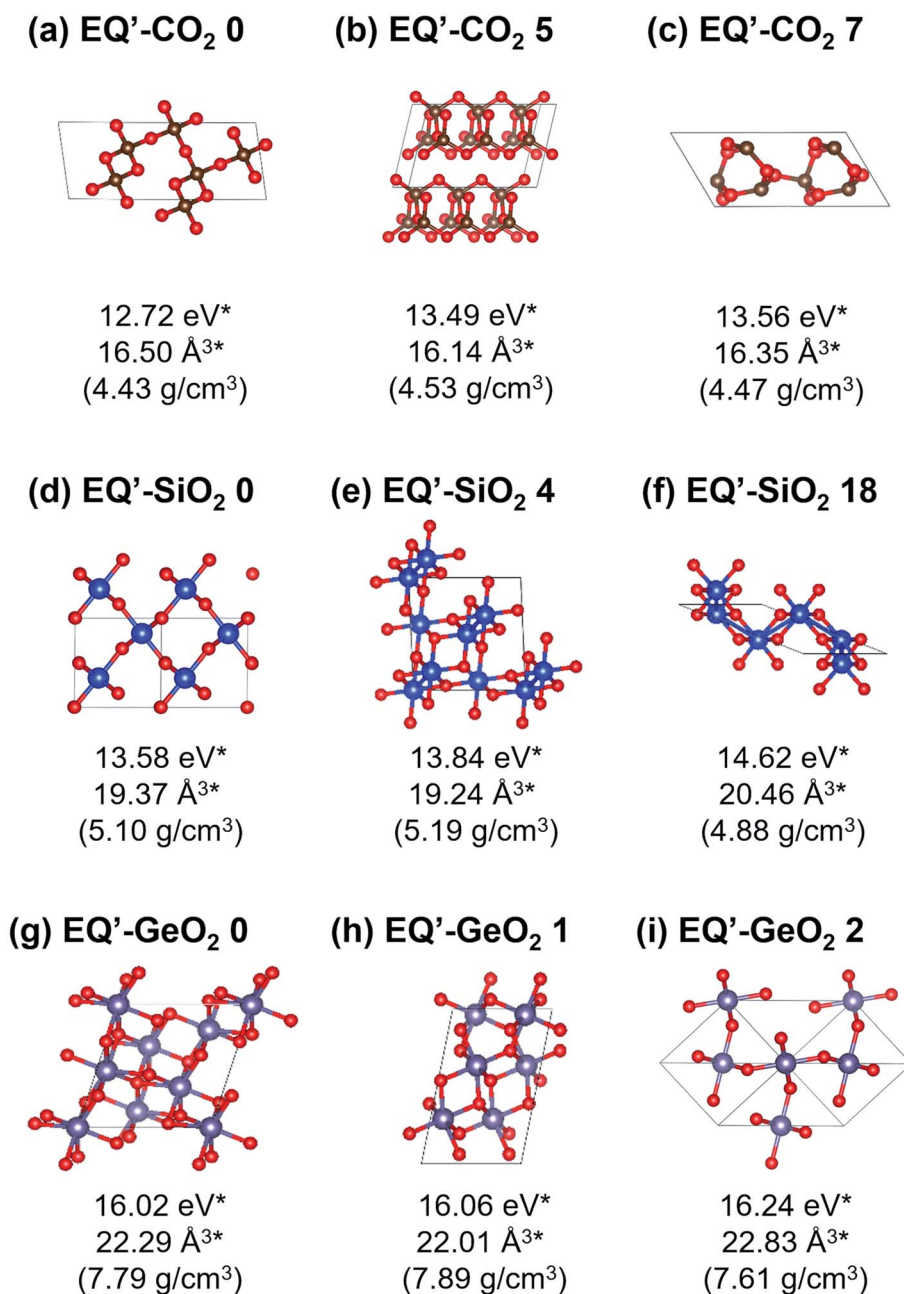 (a) EQ’-CO₂ 0
(b) EQ’-CO₂ 5
(c) EQ’-CO₂ 7
12.72 eV*
16.50 Å³*
(4.43 g/cm³)
13.49 eV*
16.14 Å³*
(4.53 g/cm³)
13.56 eV*
16.35 Å³*
(4.47 g/cm³)
(d) EQ’-SiO₂ 0
(e) EQ’-SiO₂ 4
(f) EQ’-SiO₂ 18
13.58 eV*
19.37 Å³*
(5.10 g/cm³)
13.84 eV*
19.24 Å³*
(5.19 g/cm³)
14.62 eV*
20.46 Å³*
(4.88 g/cm³)
(g) EQ’-GeO₂ 0
(h) EQ’-GeO₂ 1
(i) EQ’-GeO₂ 2
16.02 eV*
22.29 Å³*
(7.79 g/cm³)
16.06 eV*
22.01 Å³*
(7.89 g/cm³)
16.24 eV*
22.83 Å³*
(7.61 g/cm³)